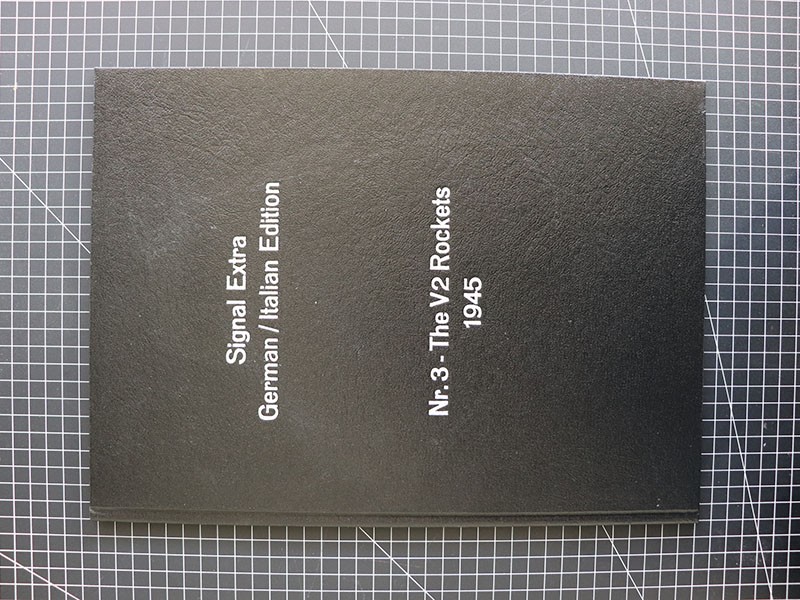 Signal Extra
German / Italian Edition
Nr. 3 - The V2 Rockets
1945